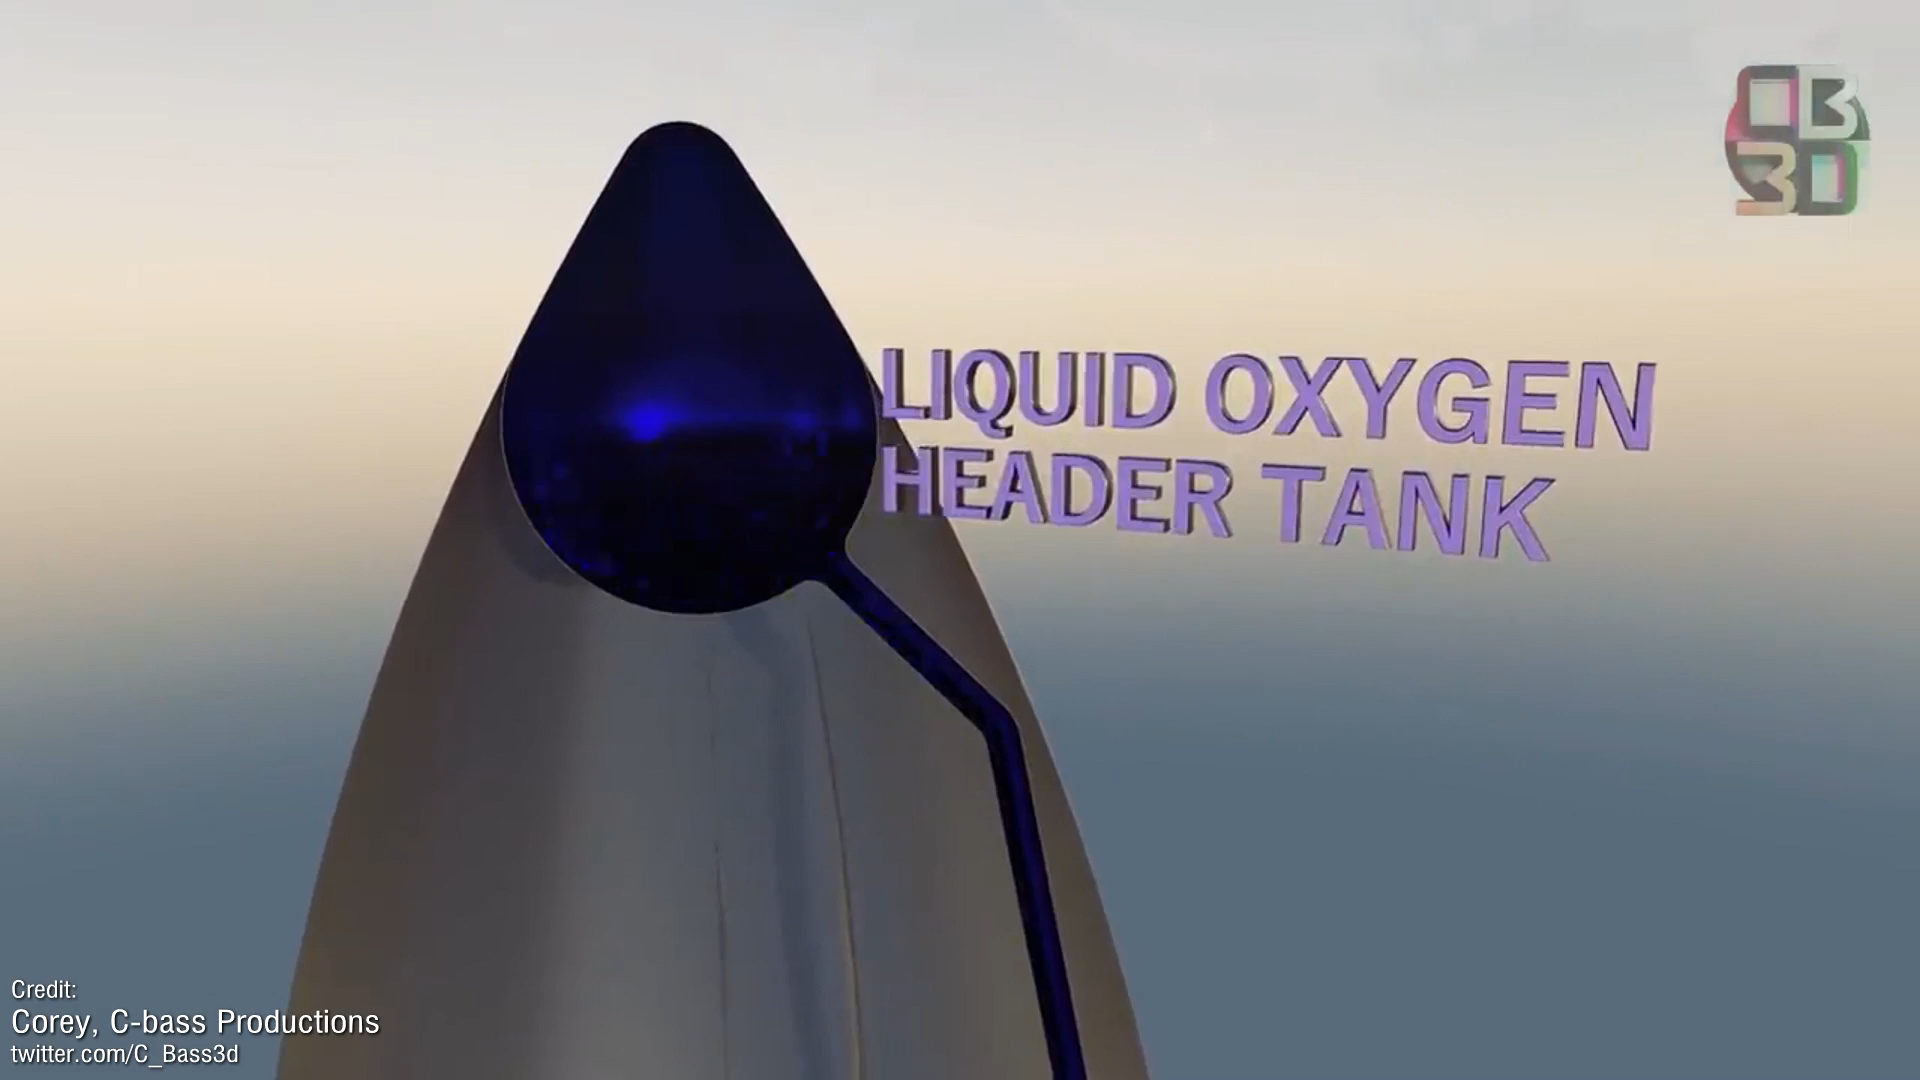 CB
3D
LIQUID OXYGEN
HEADER TANK
Credit:
Corey, C-bass Productions
twitter.com/C_Bass3d